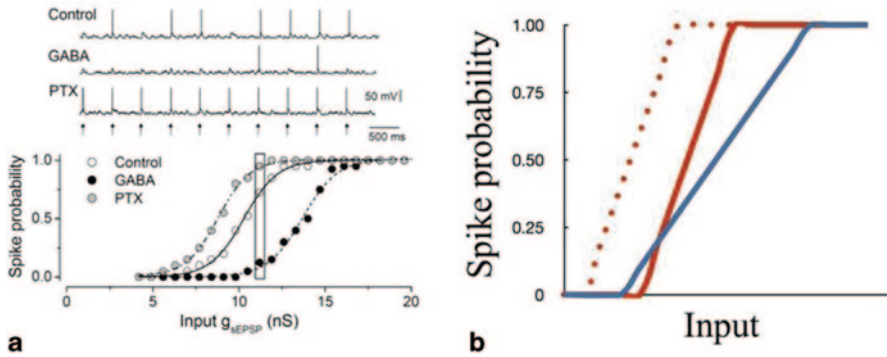 Control
GABA
PTX
50 mV
500 ms
Spike probability
1.0
0.5
0.0
Control
GABA
PTX
0 5 10 15 20
Input gsEPSP (nS)
a
Spike probability
1.00
0.75
0.50
0.25
0
Input
b